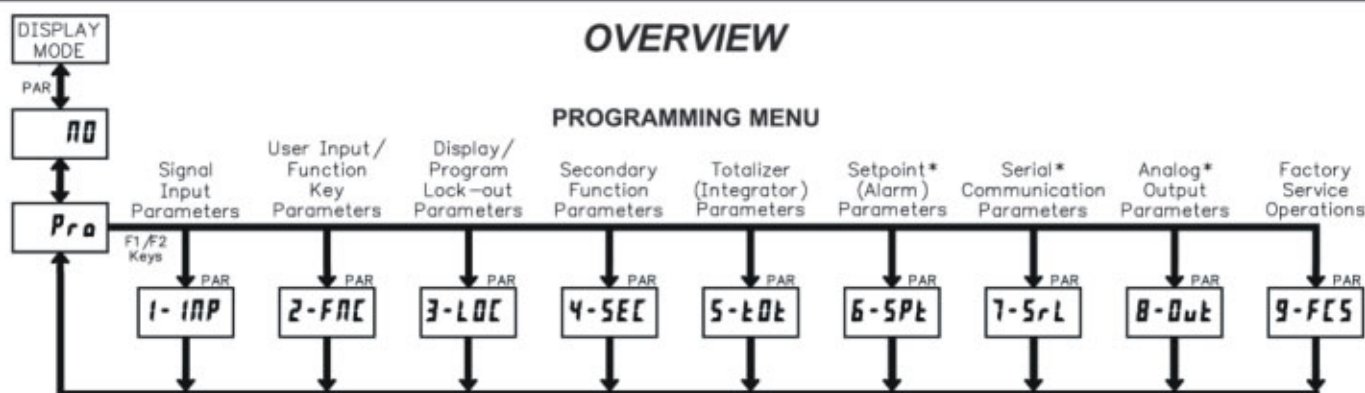 DISPLAY
MODE
OVERVIEW
PAR
NO
PROGRAMMING MENU
Pro
F1/F2
Keys
Signal
Input
Parameters
User Input/
Function
Key
Parameters
Display/
Program
Lock-out
Parameters
Secondary
Function
Parameters
Totalizer
(Integrator)
Parameters
Setpoint*
(Alarm)
Parameters
Serial*
Communication
Parameters
Analog*
Output
Parameters
Factory
Service
Operations
PAR
1-INP
PAR
2-FNC
PAR
3-LOC
PAR
4-SEC
PAR
5-tOt
PAR
6-SPt
PAR
7-SrL
PAR
8-Out
PAR
9-FCS